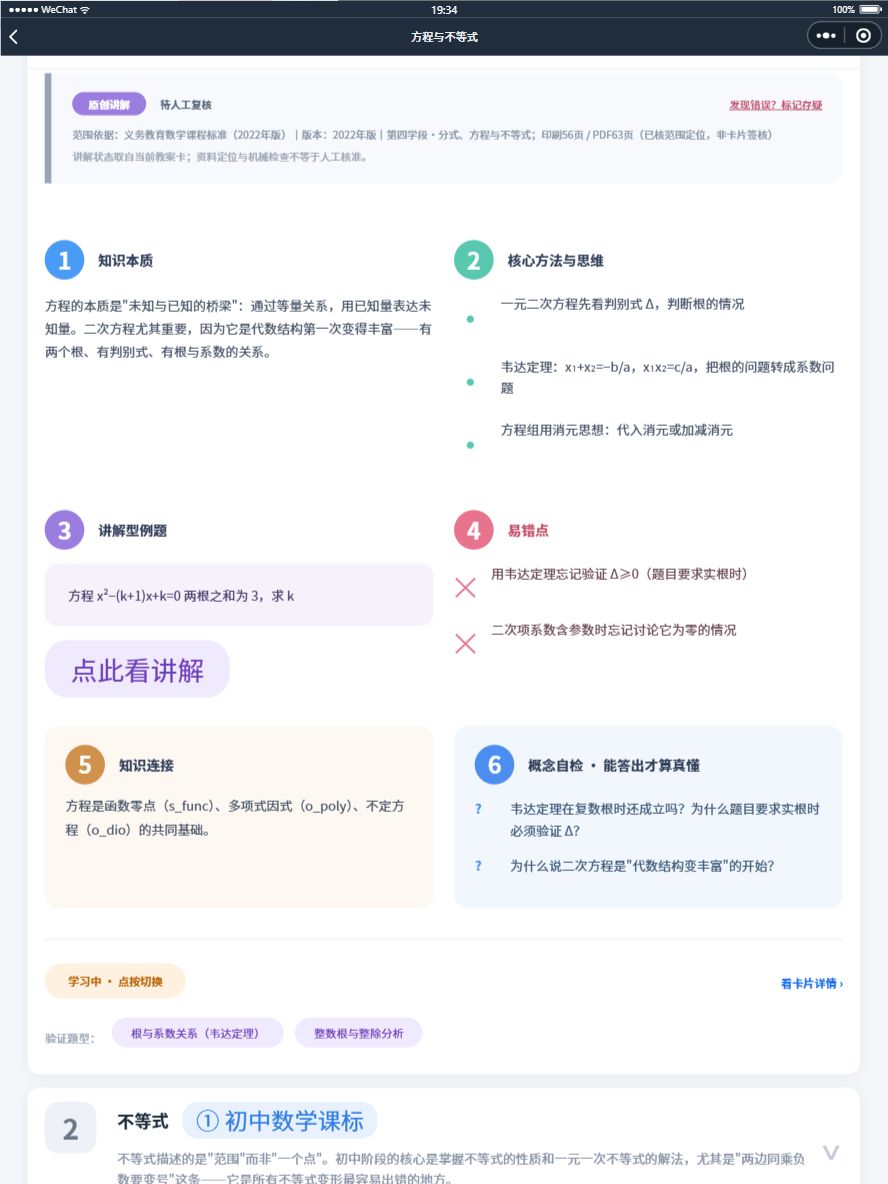 WeChat
19:34
100%
方程与不等式
原创讲解 待人工复核 发现错误？标记存疑
范围依据：义务教育数学课程标准（2022年版）｜版本：2022年版｜第四学段·分式、方程与不等式；印刷56页 / PDF63页（已核范围定位，非卡片签核）
讲解状态取自当前教案卡；资料定位与机械检查不等于人工核准。
1 知识本质
方程的本质是"未知与已知的桥梁"：通过等量关系，用已知量表达未
知量。二次方程尤其重要，因为它是代数结构第一次变得丰富——有
两个根、有判别式、有根与系数的关系。
2 核心方法与思维
一元二次方程先看判别式 Δ，判断根的情况
韦达定理：x₁+x₂=−b/a，x₁x₂=c/a，把根的问题转成系数问
题
方程组用消元思想：代入消元或加减消元
3 讲解型例题
方程 x²−(k+1)x+k=0 两根之和为 3，求 k
点此看讲解
4 易错点
用韦达定理忘记验证 Δ≥0（题目要求实根时）
二次项系数含参数时忘记讨论它为零的情况
5 知识连接
方程是函数零点（s_func）、多项式因式（o_poly）、不定方
程（o_dio）的共同基础。
6 概念自检 · 能答出才算真懂
? 韦达定理在复数根时还成立吗？为什么题目要求实根时
必须验证 Δ？
? 为什么说二次方程是"代数结构变丰富"的开始？
学习中 · 点按切换
看卡片详情 ›
验证题型： 根与系数关系（韦达定理） 整数根与整除分析
2 不等式 ① 初中数学课标
不等式描述的是"范围"而非"一个点"。初中阶段的核心是掌握不等式的性质和一元一次不等式的解法，尤其是"两边同乘负
数要变号"这条——它是所有不等式变形最容易出错的地方。